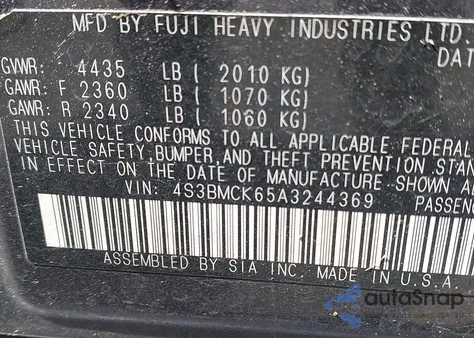 MFD BY FUJI HEAVY INDUSTRIES LTD
DAT
GVWR: 4435 LB ( 2010 KG)
GAWR: F 2360 LB ( 1070 KG)
GAWR: R 2340 LB ( 1060 KG)
THIS VEHICLE CONFORMS TO ALL APPLICABLE FEDERAL
VEHICLE SAFETY,BUMPER,AND THEFT PREVENTION STAN
IN EFFECT ON THE DATE OF MANUFACTURE SHOWN A
VIN: 4S3BMCK65A3244369 PASSENG
ASSEMBLED BY SIA INC. MADE IN U.S.A.
autoSnap